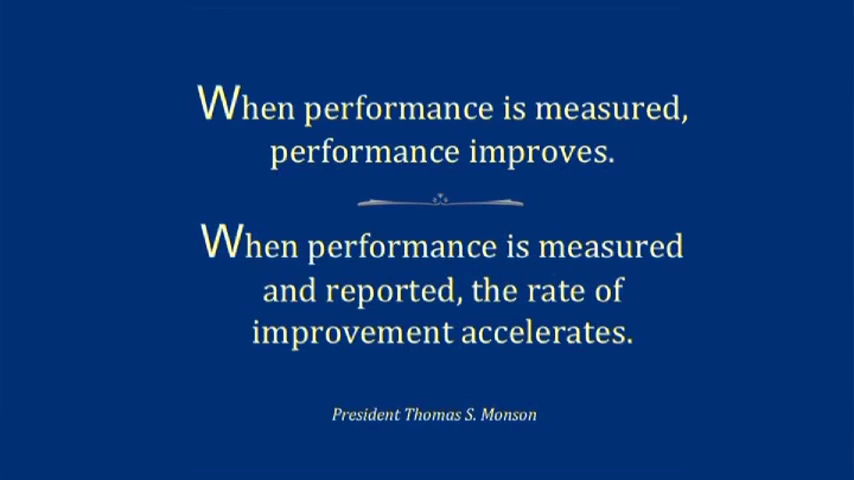 When performance is measured,
performance improves.
When performance is measured
and reported, the rate of
improvement accelerates.
President Thomas S. Monson